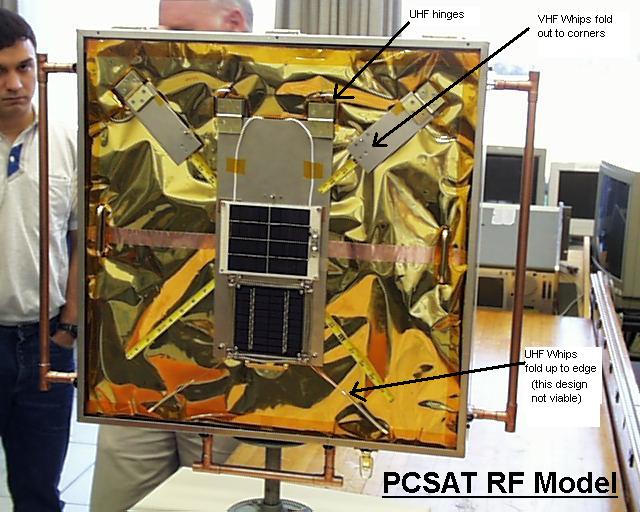 UHF hinges
VHF Whips fold
out to corners
UHF Whips
fold up to edge
(this design
not viable)
PCSAT RF Model